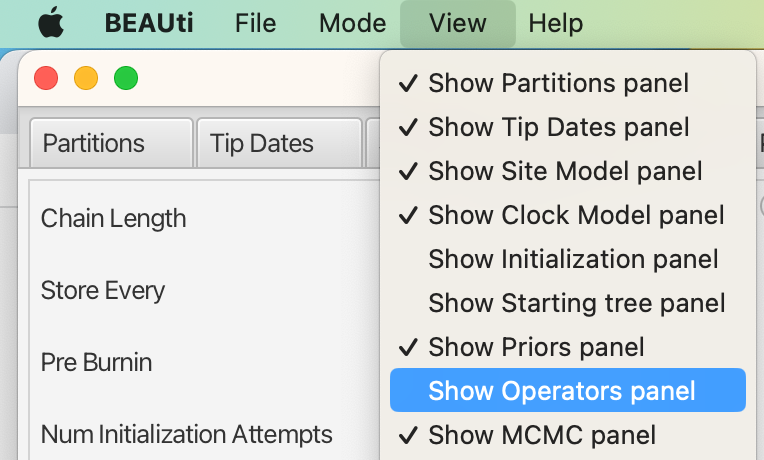 BEAUti File Mode View Help
✓ Show Partitions panel
✓ Show Tip Dates panel
✓ Show Site Model panel
✓ Show Clock Model panel
Show Initialization panel
Show Starting tree panel
✓ Show Priors panel
Show Operators panel
✓ Show MCMC panel
Partitions Tip Dates
Chain Length
Store Every
Pre Burnin
Num Initialization Attempts